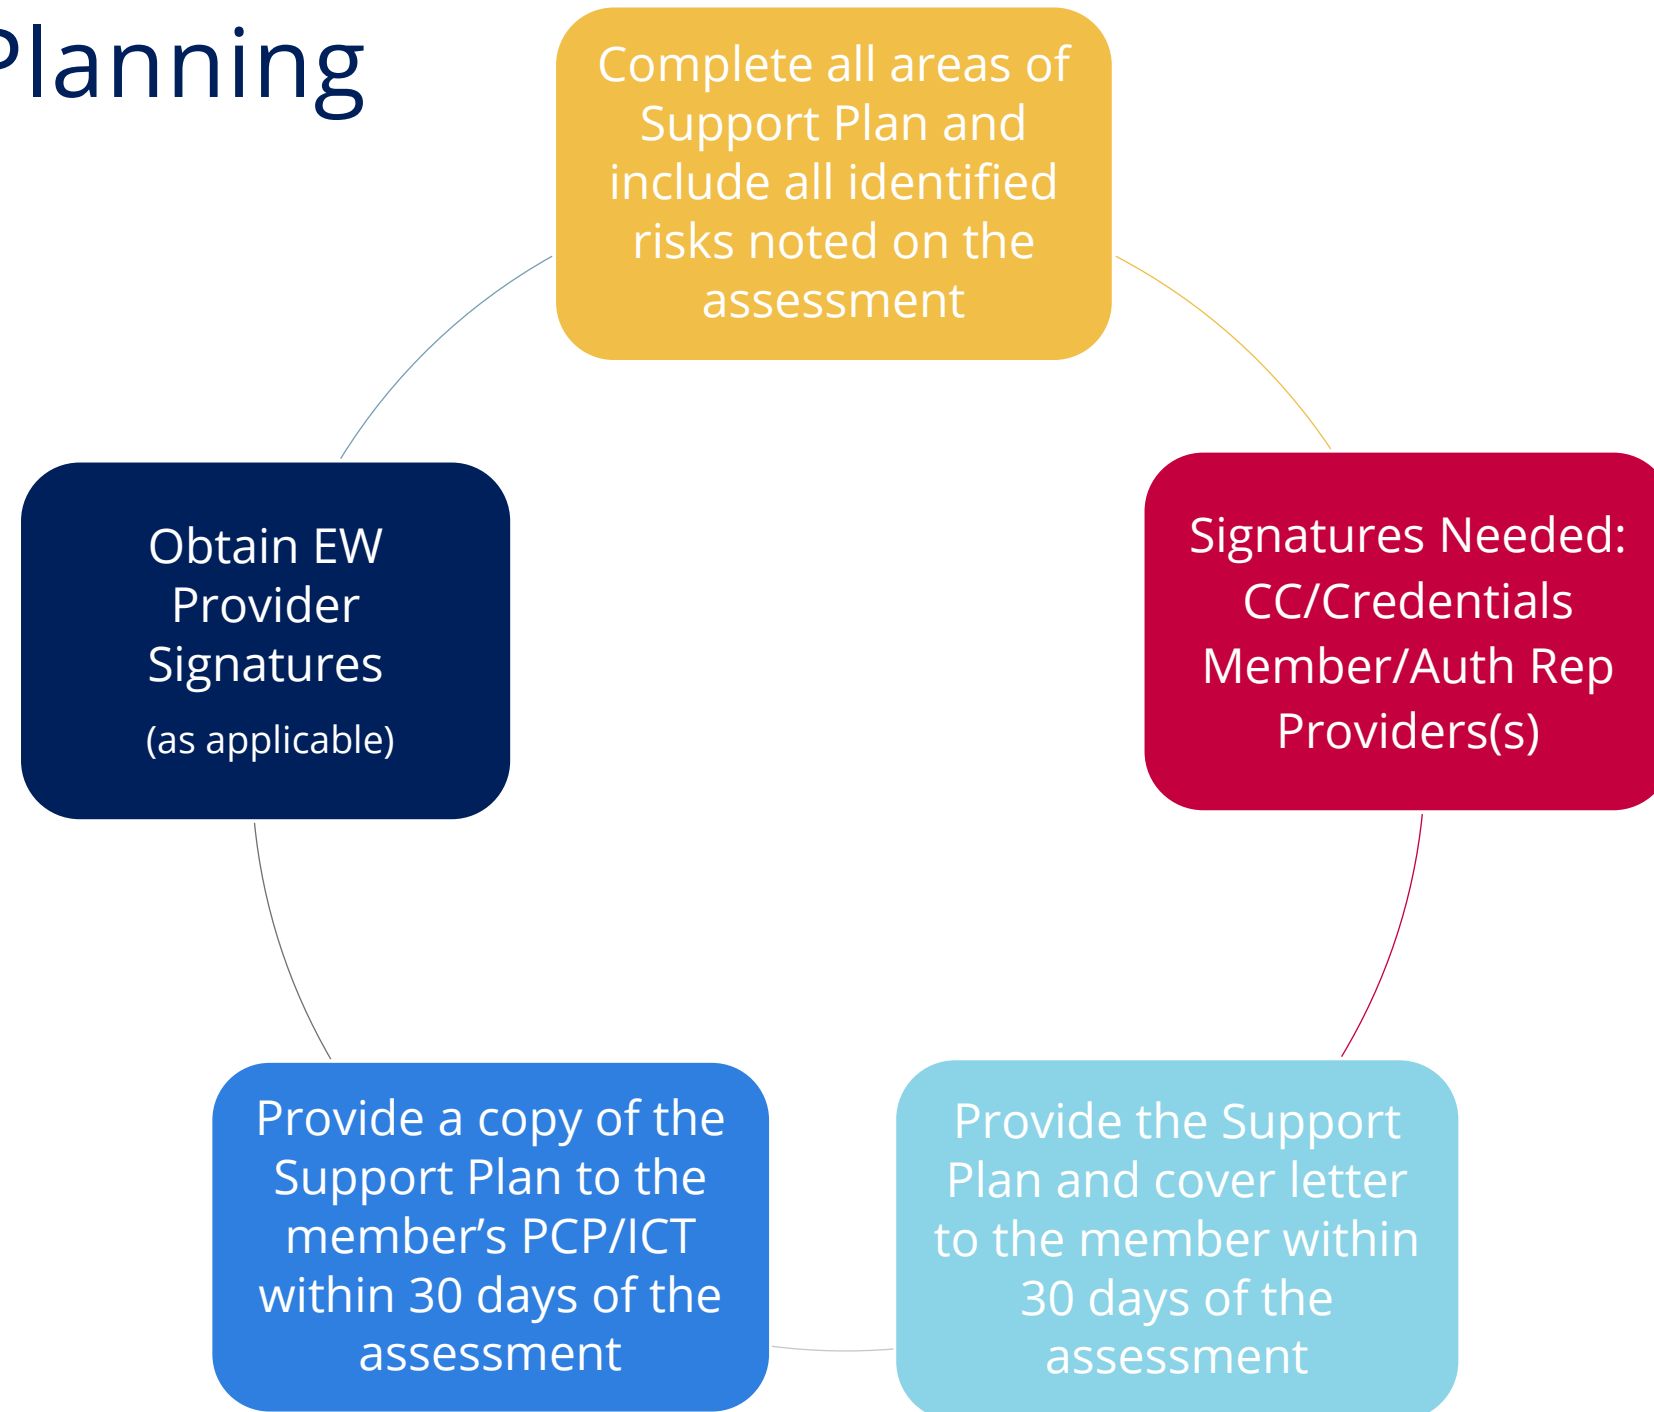 Planning
Complete all areas of
Support Plan and
include all identified
risks noted on the
assessment
Signatures Needed:
CC/Credentials
Member/Auth Rep
Providers(s)
Provide the Support
Plan and cover letter
to the member within
30 days of the
assessment
Provide a copy of the
Support Plan to the
member’s PCP/ICT
within 30 days of the
assessment
Obtain EW
Provider
Signatures
(as applicable)